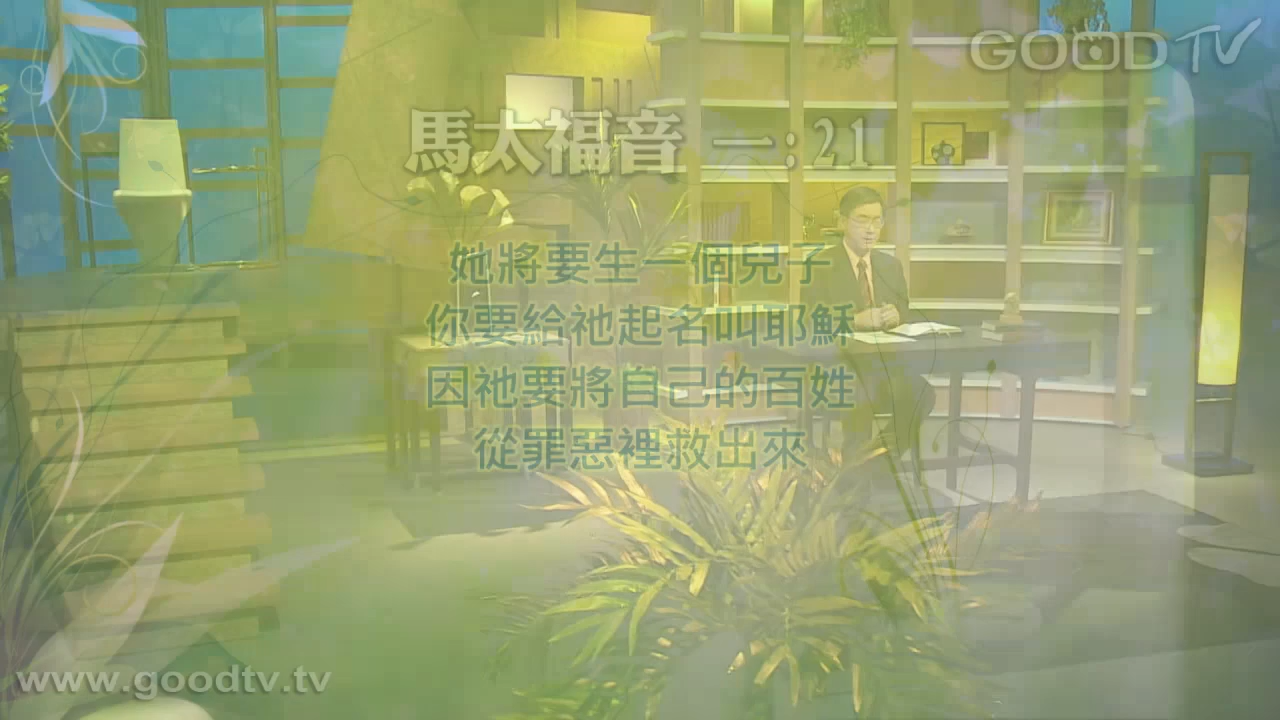 GOODTV
馬太福音 一:21
她將要生一個兒子
你要給祂起名叫耶穌
因祂要將自己的百姓
從罪惡裡救出來
www.goodtv.tv